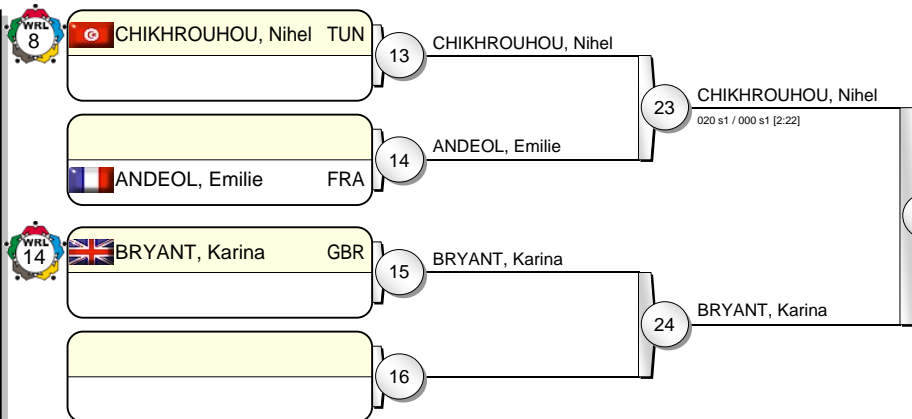 WRL
8
CHIKHROUHOU, Nihel TUN
13
CHIKHROUHOU, Nihel
23
CHIKHROUHOU, Nihel
020 s1 / 000 s1 [2:22]
14
ANDEOL, Emilie
ANDEOL, Emilie FRA
WRL
14
BRYANT, Karina GBR
15
BRYANT, Karina
24
BRYANT, Karina
16